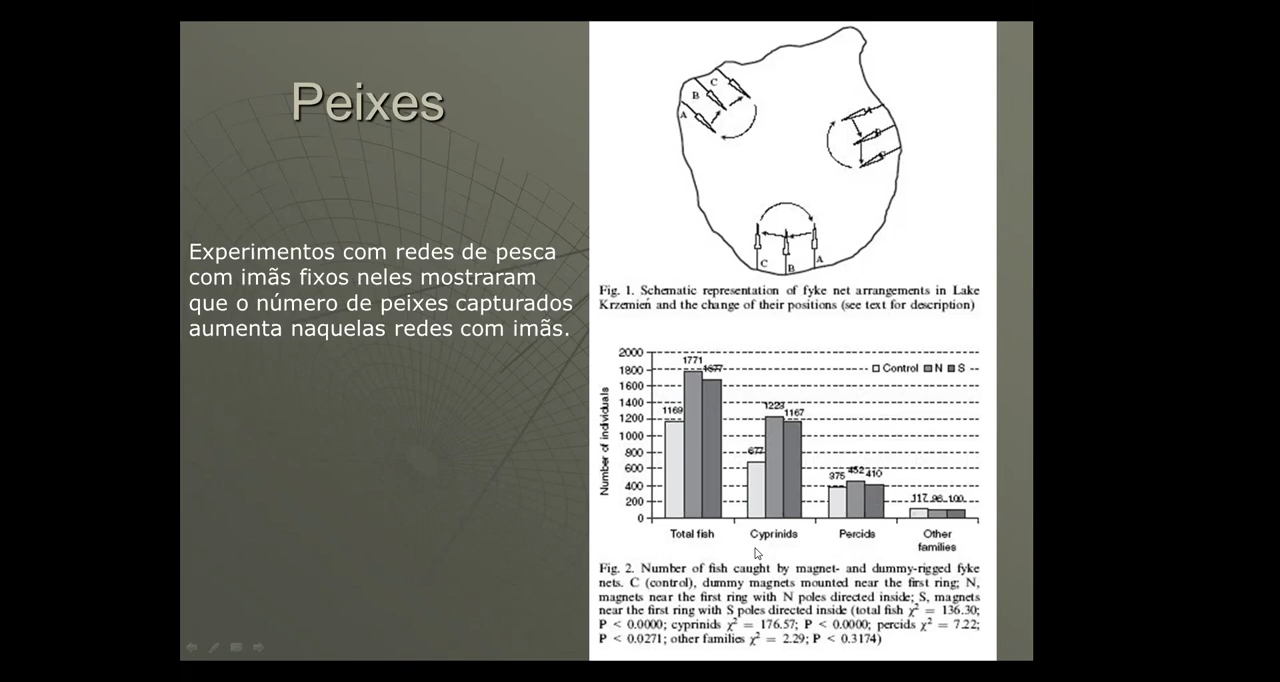 Peixes
Experimentos com redes de pesca
com imãs fixos neles mostraram
que o número de peixes capturados
aumenta naquelas redes com imãs.
C
B
A
A
B
C
C
B
A
Fig. 1. Schematic representation of fyke net arrangements in Lake
Krzemień and the change of their positions (see text for description)
Number of individuals
2000
1800
1600
1400
1200
1000
800
600
400
200
0
Control N S
1169
1771
1677
677
1223
1167
375
452
410
117
96
100
Total fish
Cyprinids
Percids
Other
families
Fig. 2. Number of fish caught by magnet- and dummy-rigged fyke
nets. C (control), dummy magnets mounted near the first ring; N,
magnets near the first ring with N poles directed inside; S, magnets
near the first ring with S poles directed inside (total fish χ² = 136.30;
P < 0.0000; cyprinids χ² = 176.57; P < 0.0000; percids χ² = 7.22;
P < 0.0271; other families χ² = 2.29; P < 0.3174)